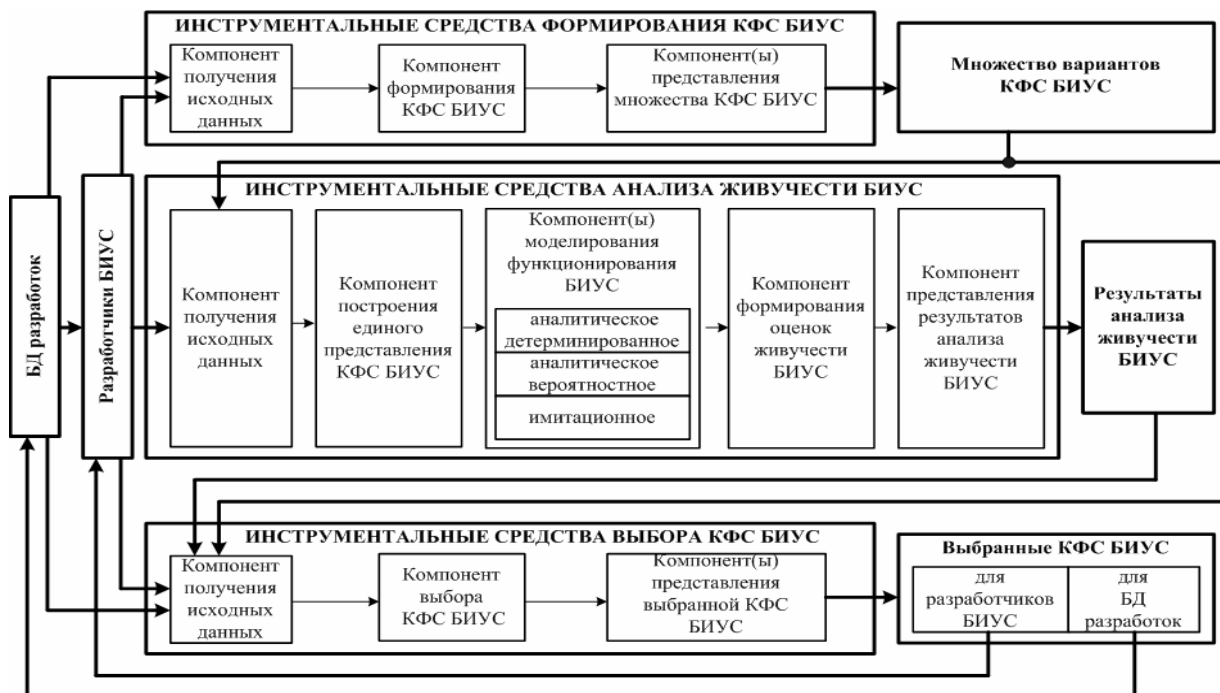 ИНСТРУМЕНТАЛЬНЫЕ СРЕДСТВА ФОРМИРОВАНИЯ КФС БИУС
Компонент
получения
исходных
данных
Компонент
формирования
КФС БИУС
Компонент(ы)
представления
множества КФС БИУС
Множество вариантов
КФС БИУС
БД разработок
Разработчики БИУС
ИНСТРУМЕНТАЛЬНЫЕ СРЕДСТВА АНАЛИЗА ЖИВУЧЕСТИ БИУС
Компонент
получения
исходных
данных
Компонент
построения
единого
представления
КФС БИУС
Компонент(ы)
моделирования
функционирования
БИУС
аналитическое
детерминированное
аналитическое
вероятностное
имитационное
Компонент
формирования
оценок
живучести
БИУС
Компонент
представления
результатов
анализа
живучести
БИУС
Результаты
анализа
живучести
БИУС
ИНСТРУМЕНТАЛЬНЫЕ СРЕДСТВА ВЫБОРА КФС БИУС
Компонент
получения
исходных
данных
Компонент
выбора
КФС БИУС
Компонент(ы)
представления
выбранной КФС
БИУС
Выбранные КФС БИУС
для
разработчиков
БИУС
для
БД
разработок